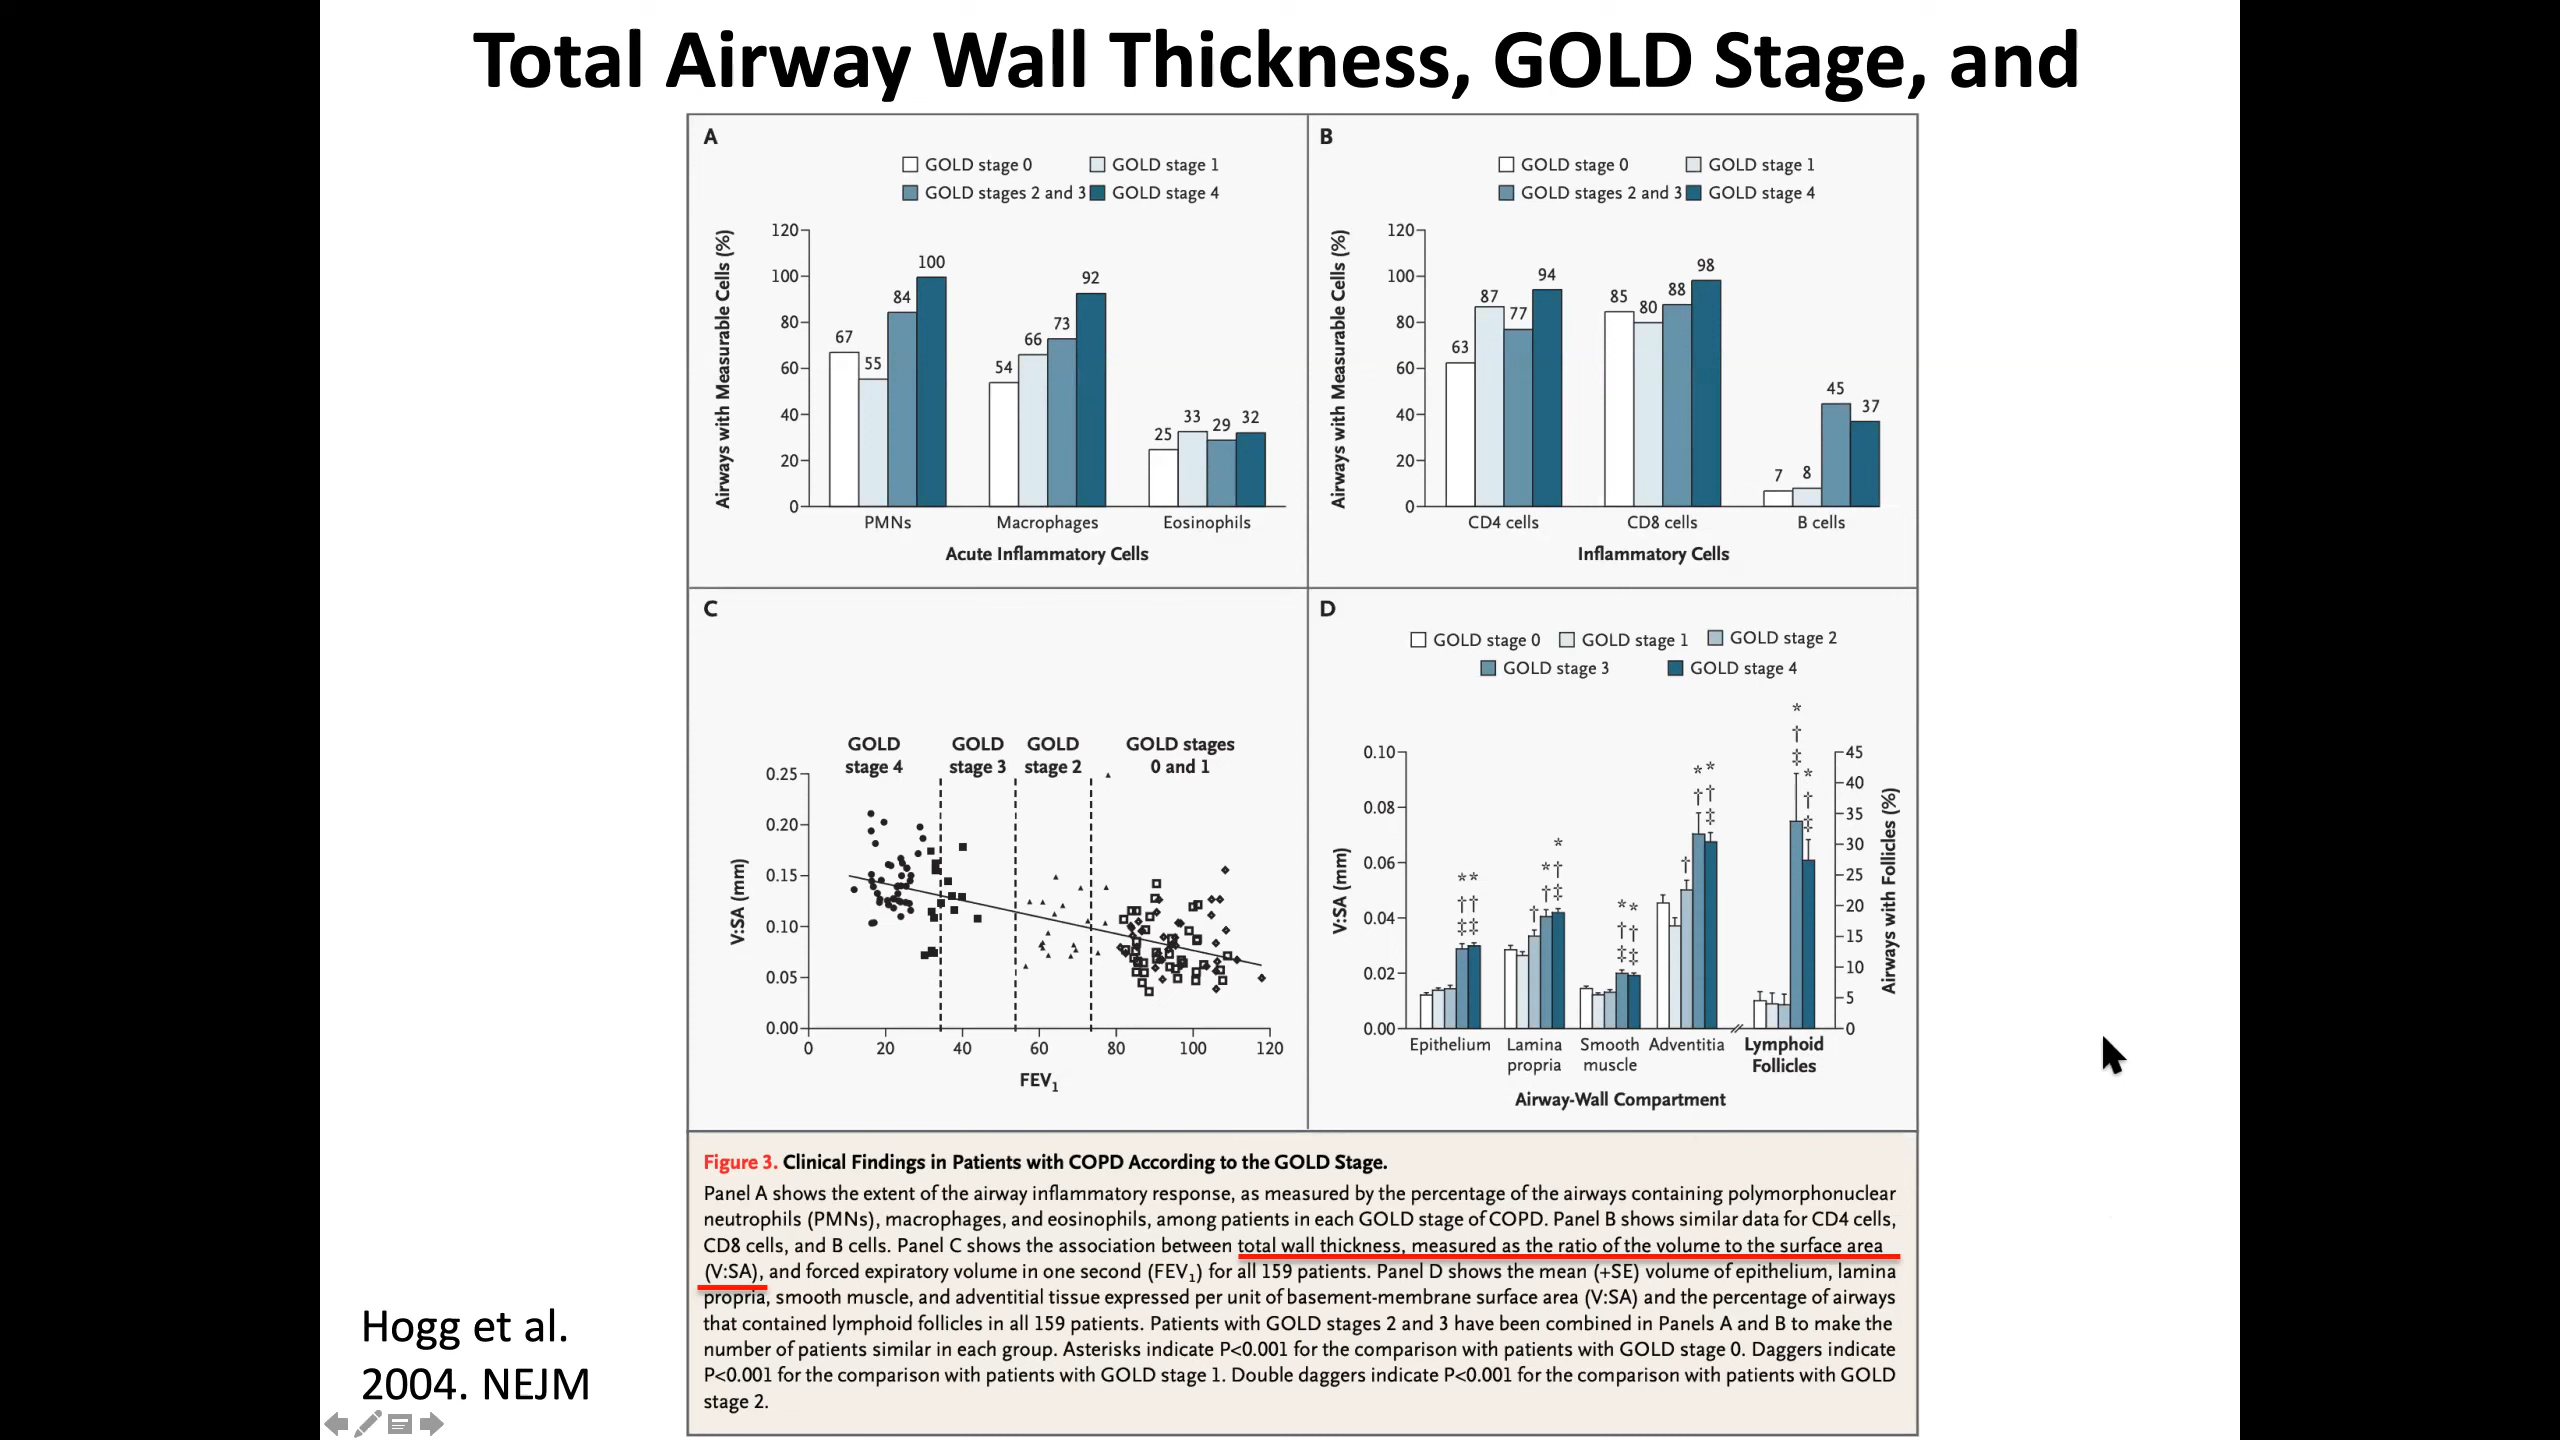 Total Airway Wall Thickness, GOLD Stage, and
A
GOLD stage 0
GOLD stage 1
GOLD stages 2 and 3
GOLD stage 4
Airways with Measurable Cells (%)
120
100
80
60
40
20
0
67
55
84
100
54
66
73
92
25
33
29
32
PMNs
Macrophages
Eosinophils
Acute Inflammatory Cells
B
GOLD stage 0
GOLD stage 1
GOLD stages 2 and 3
GOLD stage 4
Airways with Measurable Cells (%)
120
100
80
60
40
20
0
63
87
77
94
85
80
88
98
7
8
45
37
CD4 cells
CD8 cells
B cells
Inflammatory Cells
C
GOLD
stage 4
GOLD
stage 3
GOLD
stage 2
GOLD stages
0 and 1
V:SA (mm)
0.25
0.20
0.15
0.10
0.05
0.00
0
20
40
60
80
100
120
FEV₁
D
GOLD stage 0
GOLD stage 1
GOLD stage 2
GOLD stage 3
GOLD stage 4
V:SA (mm)
0.10
0.08
0.06
0.04
0.02
0.00
* *
† †
‡ ‡
†
* †
*
† †
‡
* *
† †
‡ ‡
†
* *
† †
‡
*
†
‡
*
†
‡
45
40
35
30
25
20
15
10
5
0
Airways with Follicles (%)
Epithelium
Lamina
propria
Smooth
muscle
Adventitia
Lymphoid
Follicles
Airway-Wall Compartment
Figure 3. Clinical Findings in Patients with COPD According to the GOLD Stage.
Panel A shows the extent of the airway inflammatory response, as measured by the percentage of the airways containing polymorphonuclear
neutrophils (PMNs), macrophages, and eosinophils, among patients in each GOLD stage of COPD. Panel B shows similar data for CD4 cells,
CD8 cells, and B cells. Panel C shows the association between total wall thickness, measured as the ratio of the volume to the surface area
(V:SA), and forced expiratory volume in one second (FEV₁) for all 159 patients. Panel D shows the mean (+SE) volume of epithelium, lamina
propria, smooth muscle, and adventitial tissue expressed per unit of basement-membrane surface area (V:SA) and the percentage of airways
that contained lymphoid follicles in all 159 patients. Patients with GOLD stages 2 and 3 have been combined in Panels A and B to make the
number of patients similar in each group. Asterisks indicate P<0.001 for the comparison with patients with GOLD stage 0. Daggers indicate
P<0.001 for the comparison with patients with GOLD stage 1. Double daggers indicate P<0.001 for the comparison with patients with GOLD
stage 2.
Hogg et al.
2004. NEJM